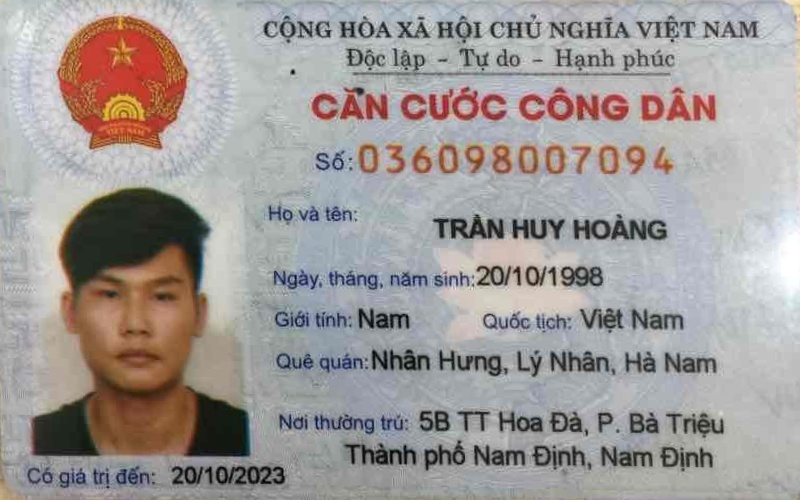 CỘNG HÒA XÃ HỘI CHỦ NGHĨA VIỆT NAM
Độc lập - Tự do - Hạnh phúc
CĂN CƯỚC CÔNG DÂN
Số: 036098007094
Họ và tên: TRẦN HUY HOÀNG
Ngày, tháng, năm sinh: 20/10/1998
Giới tính: Nam Quốc tịch: Việt Nam
Quê quán: Nhân Hưng, Lý Nhân, Hà Nam
Nơi thường trú: 5B TT Hoa Đà, P. Bà Triệu
Thành phố Nam Định, Nam Định
Có giá trị đến: 20/10/2023
VIỆT NAM